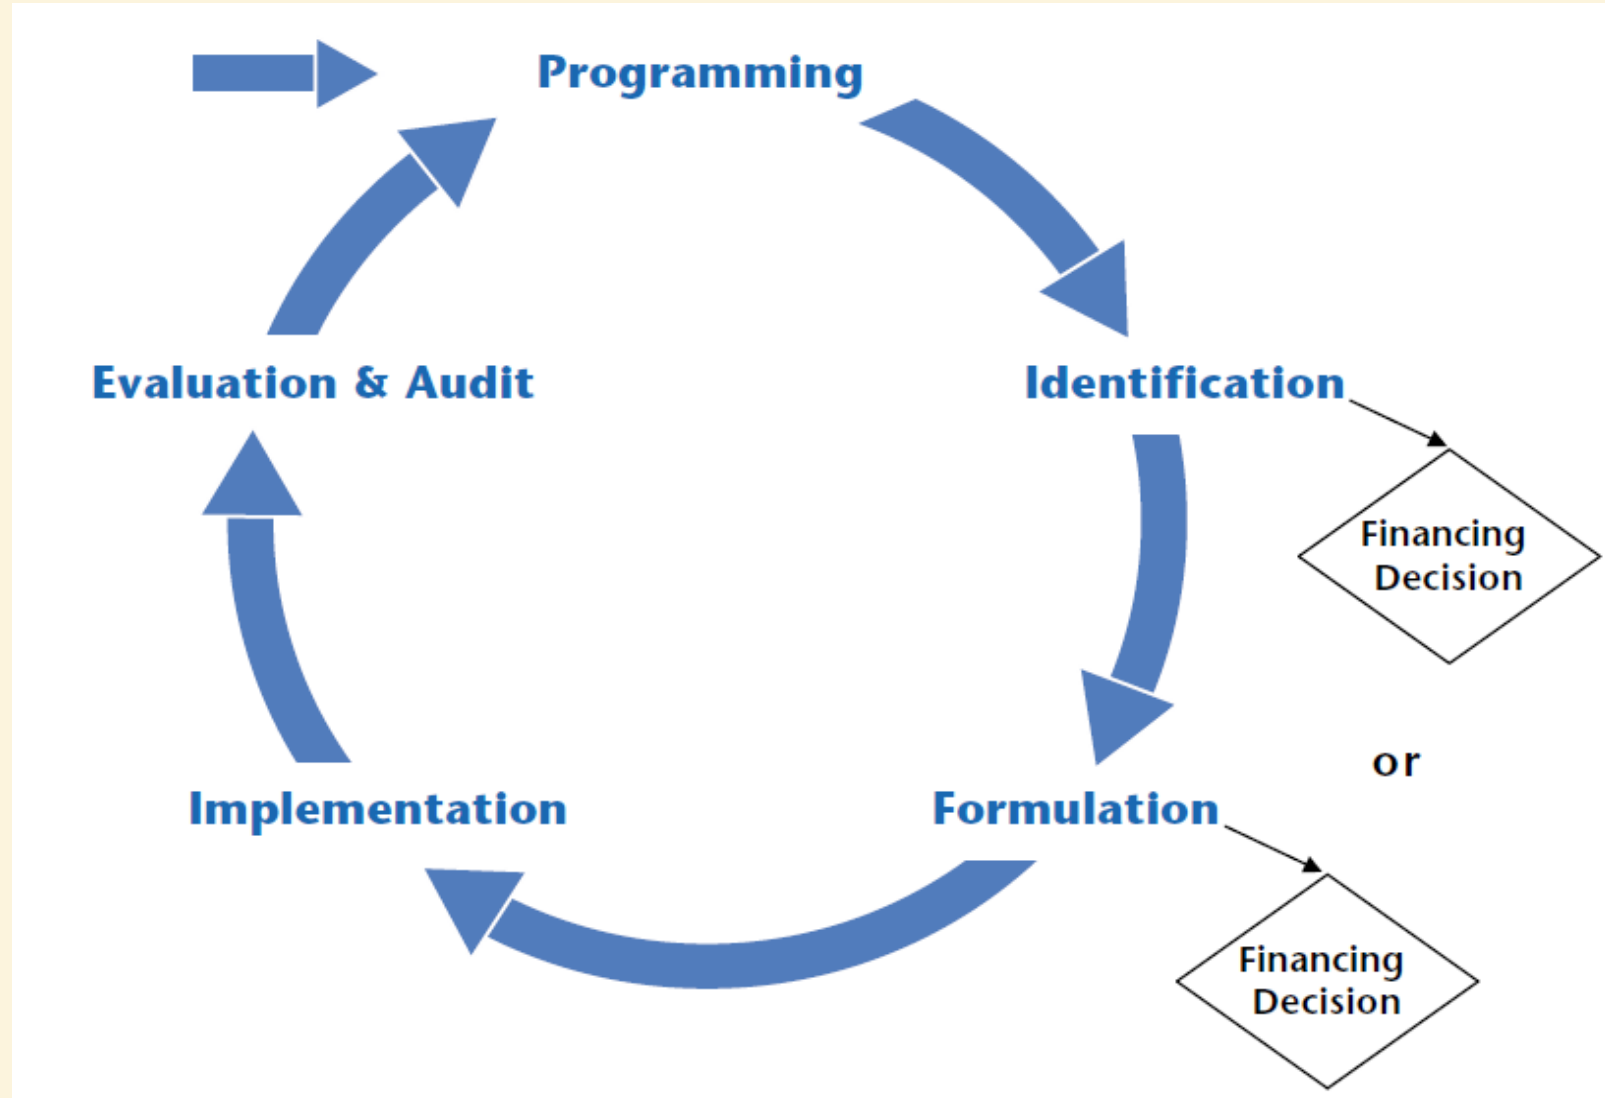 Programming
Evaluation & Audit
Identification
Financing
Decision
or
Implementation
Formulation
Financing
Decision